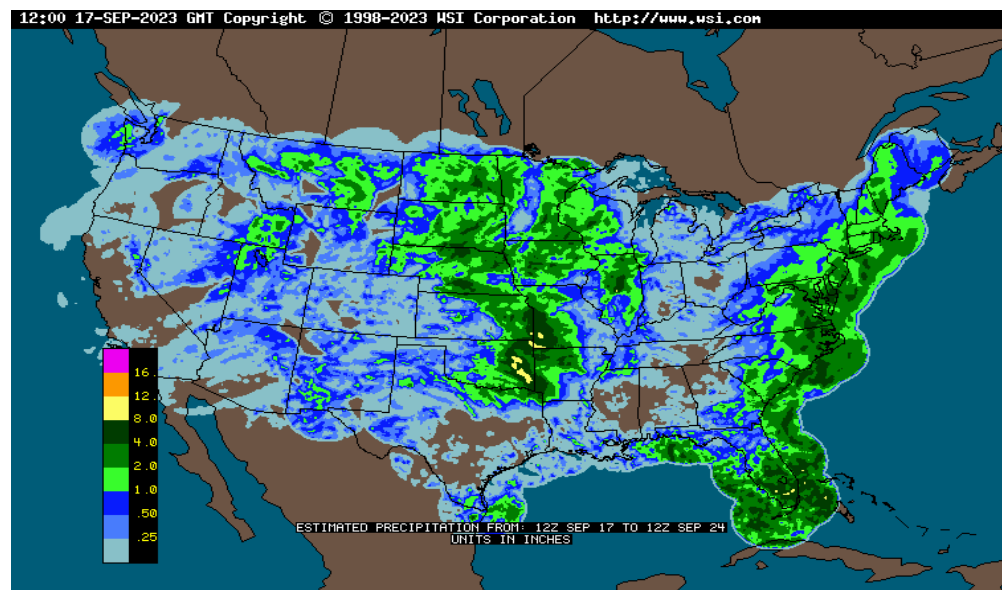 12:00 17-SEP-2023 GMT Copyright © 1998-2023 WSI Corporation http://www.wsi.com
16.
12.
8.0
4.0
2.0
1.0
.50
.25
ESTIMATED PRECIPITATION FROM: 12Z SEP 17 TO 12Z SEP 24
UNITS IN INCHES